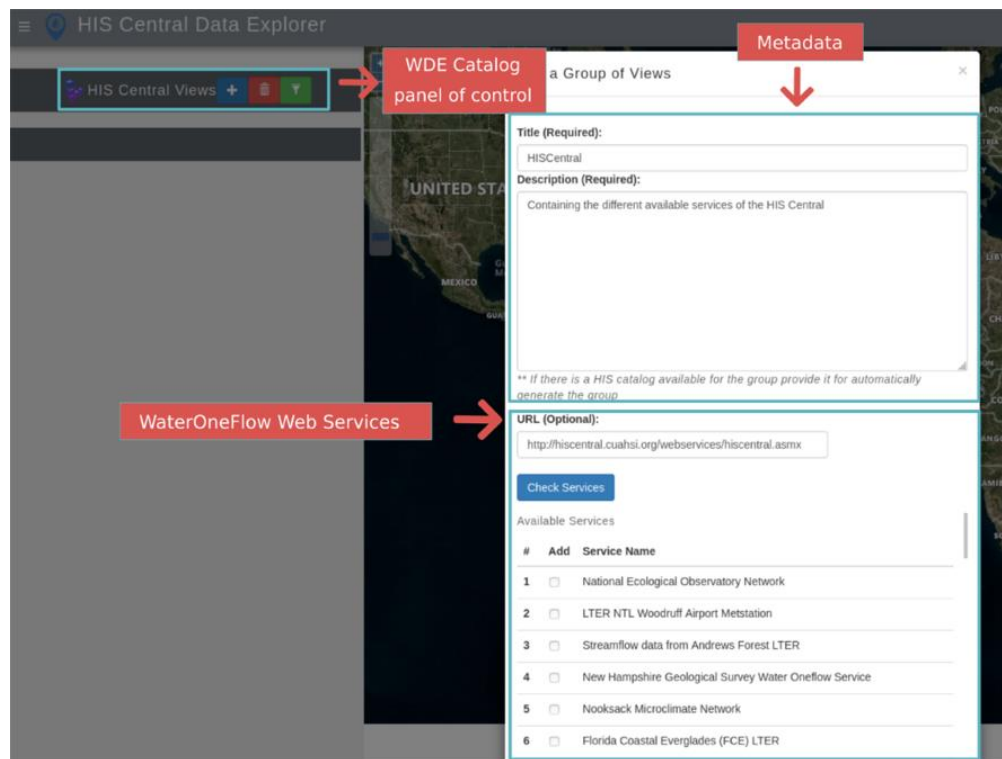 HIS Central Data Explorer
Metadata
WDE Catalog
panel of control
HIS Central Views
a Group of Views
×
Title (Required):
HISCentral
Description (Required):
Containing the different available services of the HIS Central
UNITED STA
MEXICO
** If there is a HIS catalog available for the group provide it for automatically
generate the group
WaterOneFlow Web Services
URL (Optional):
http://hiscentral.cuahsi.org/webservices/hiscentral.asmx
Check Services
Available Services
# Add Service Name
1 National Ecological Observatory Network
2 LTER NTL Woodruff Airport Metstation
3 Streamflow data from Andrews Forest LTER
4 New Hampshire Geological Survey Water Oneflow Service
5 Nooksack Microclimate Network
6 Florida Coastal Everglades (FCE) LTER